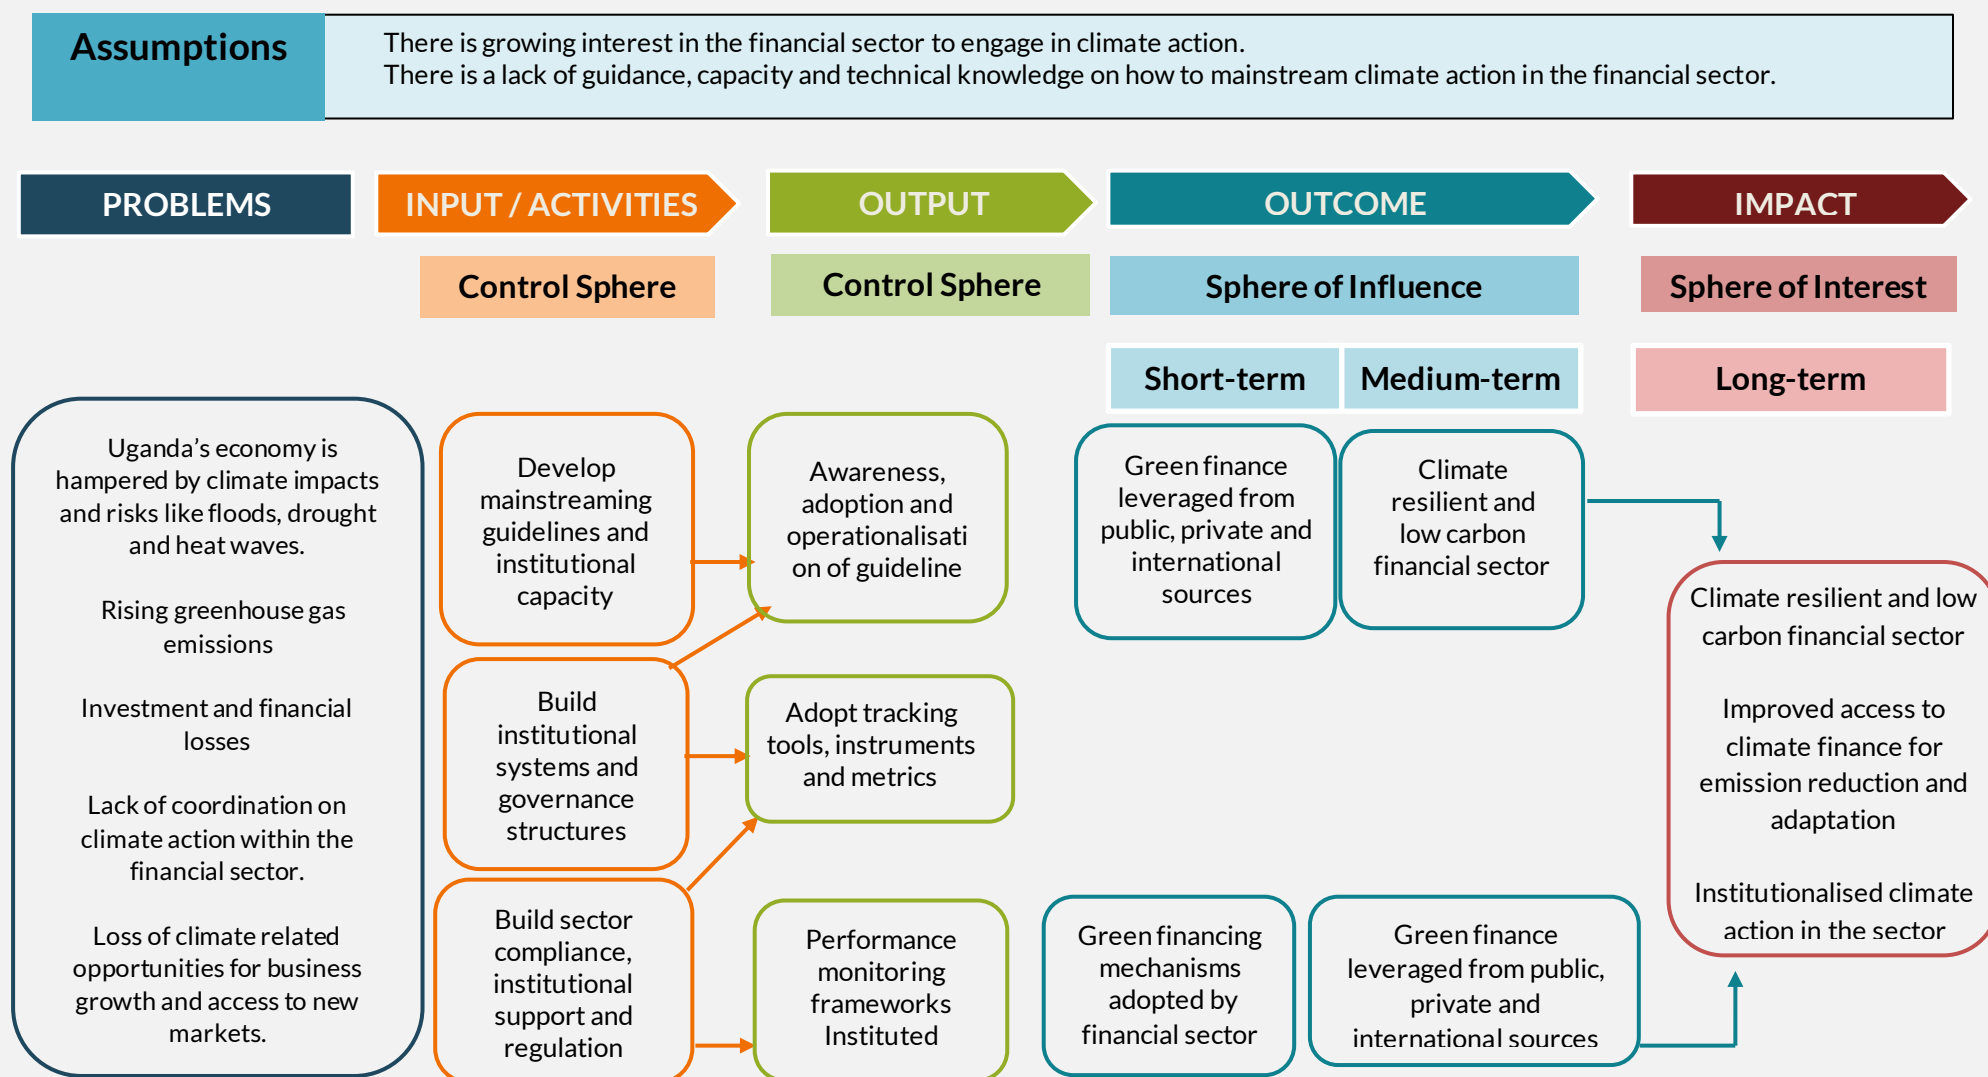 Assumptions
There is growing interest in the financial sector to engage in climate action.
There is a lack of guidance, capacity and technical knowledge on how to mainstream climate action in the financial sector.
PROBLEMS
INPUT / ACTIVITIES
OUTPUT
OUTCOME
IMPACT
Control Sphere
Control Sphere
Sphere of Influence
Sphere of Interest
Short-term
Medium-term
Long-term
Uganda's economy is
hampered by climate impacts
and risks like floods, drought
and heat waves.
Rising greenhouse gas
emissions
Investment and financial
losses
Lack of coordination on
climate action within the
financial sector.
Loss of climate related
opportunities for business
growth and access to new
markets.
Develop
mainstreaming
guidelines and
institutional
capacity
Build
institutional
systems and
governance
structures
Build sector
compliance,
institutional
support and
regulation
Awareness,
adoption and
operationalisati
on of guideline
Adopt tracking
tools, instruments
and metrics
Performance
monitoring
frameworks
Instituted
Green finance
leveraged from
public, private and
international
sources
Climate
resilient and
low carbon
financial sector
Green financing
mechanisms
adopted by
financial sector
Green finance
leveraged from public,
private and
international sources
Climate resilient and low
carbon financial sector
Improved access to
climate finance for
emission reduction and
adaptation
Institutionalised climate
action in the sector